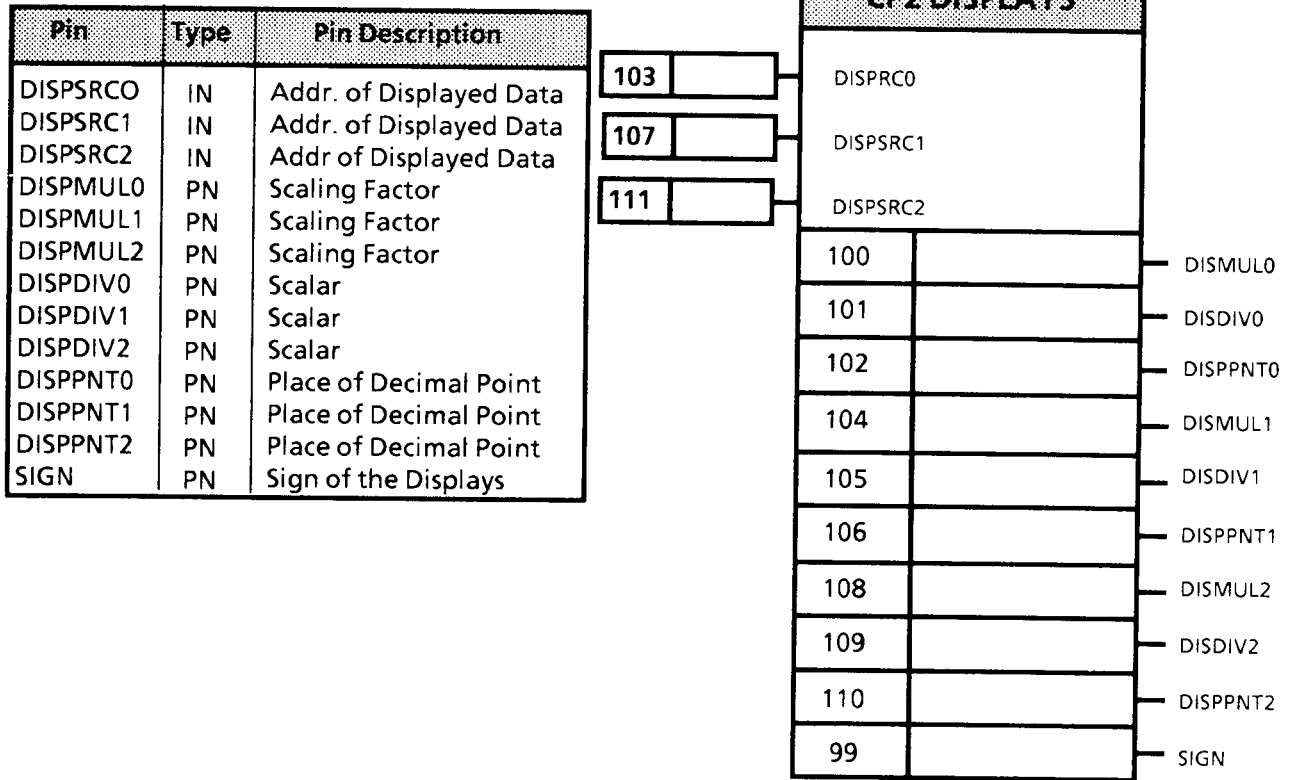 Pin Type Pin Description
DISPSRCO IN Addr. of Displayed Data
DISPSRC1 IN Addr. of Displayed Data
DISPSRC2 IN Addr of Displayed Data
DISPMUL0 PN Scaling Factor
DISPMUL1 PN Scaling Factor
DISPMUL2 PN Scaling Factor
DISPDIV0 PN Scalar
DISPDIV1 PN Scalar
DISPDIV2 PN Scalar
DISPPNT0 PN Place of Decimal Point
DISPPNT1 PN Place of Decimal Point
DISPPNT2 PN Place of Decimal Point
SIGN PN Sign of the Displays
CP2 DISPLAYS
103 DISPRC0
107 DISPSRC1
111 DISPSRC2
100 DISMUL0
101 DISDIV0
102 DISPPNT0
104 DISMUL1
105 DISDIV1
106 DISPPNT1
108 DISMUL2
109 DISDIV2
110 DISPPNT2
99 SIGN